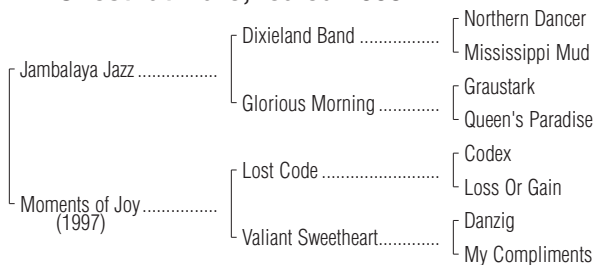 Northern Dancer
Dixieland Band ................
Mississippi Mud
Jambalaya Jazz ................
Graustark
Glorious Morning .............
Queen's Paradise
Codex
Lost Code .......................
Loss Or Gain
Moments of Joy ...............
(1997)
Danzig
Valiant Sweetheart.............
My Compliments